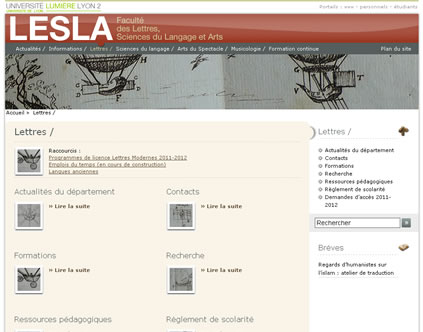 UNIVERSITE LUMIERE LYON 2
UNIVERSITE DE LYON
Portails : www - personnels - étudiants
LESLA
Faculté
des Lettres,
Sciences du Langage et Arts
Actualités / Informations / Lettres / Sciences du langage / Arts du Spectacle / Musicologie / Formation continue
Plan du site
Accueil > Lettres /
Lettres /
Raccourcis :
Programmes de licence Lettres Modernes 2011-2012
Emplois du temps (en cours de construction)
Langues anciennes
Actualités du département
Contacts
» Lire la suite
» Lire la suite
Formations
Recherche
» Lire la suite
» Lire la suite
Ressources pédagogiques
Règlement de scolarité
Lettres /
Actualités du département
Contacts
Formations
Recherche
Ressources pédagogiques
Règlement de scolarité
Demandes d'accès 2011-
2012
Rechercher
Brèves
Regards d'humanistes sur
l'islam : atelier de traduction